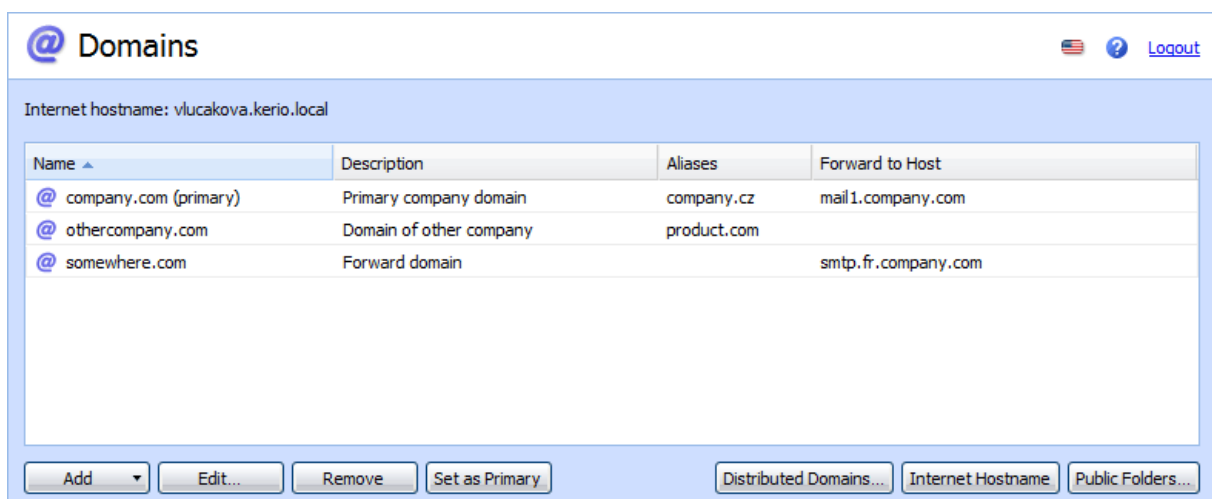 @ Domains
Logout
Internet hostname: vlucakova.kerio.local
Name Description Aliases Forward to Host
@ company.com (primary) Primary company domain company.cz mail1.company.com
@ othercompany.com Domain of other company product.com
@ somewhere.com Forward domain smtp.fr.company.com
Add Edit... Remove Set as Primary Distributed Domains... Internet Hostname Public Folders...